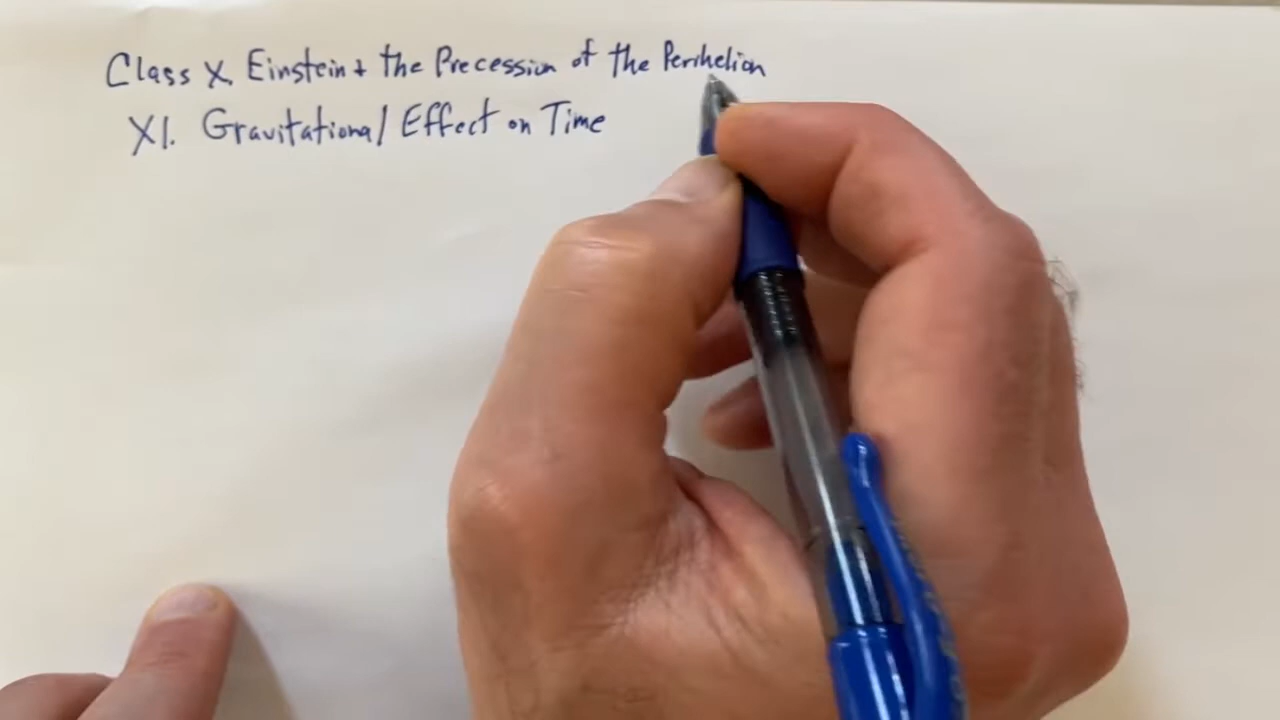 Class X. Einstein + the Precession of the Perihelion
XI. Gravitational Effect on Time